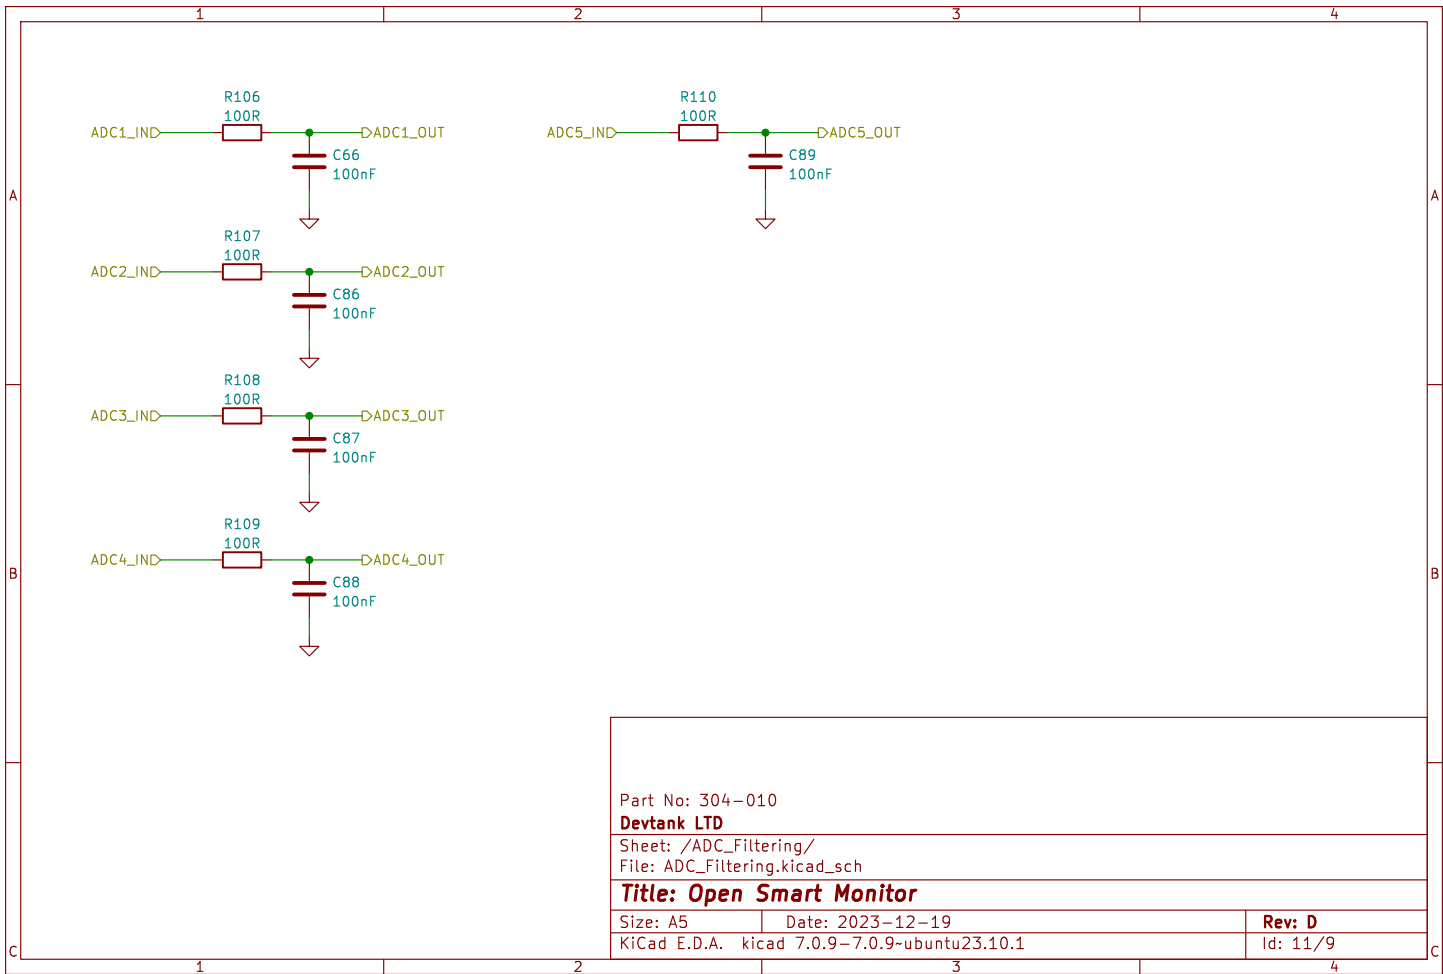 1 2 3 4
R106
100R
ADC1_IN ADC1_OUT
C66
100nF
R110
100R
ADC5_IN ADC5_OUT
C89
100nF
A A
R107
100R
ADC2_IN ADC2_OUT
C86
100nF
R108
100R
ADC3_IN ADC3_OUT
C87
100nF
R109
100R
ADC4_IN ADC4_OUT
C88
100nF
B B
Part No: 304-010
Devtank LTD
Sheet: /ADC_Filtering/
File: ADC_Filtering.kicad_sch
Title: Open Smart Monitor
Size: A5 Date: 2023-12-19 Rev: D
KiCad E.D.A. kicad 7.0.9-7.0.9~ubuntu23.10.1 Id: 11/9
C C
1 2 3 4